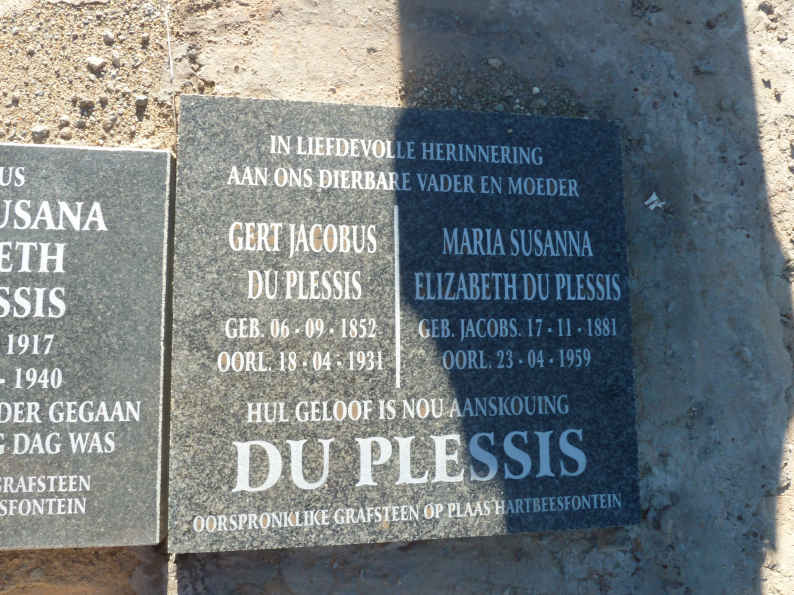 US
USANA
ETH
SSIS
1917
- 1940
DER GEGAAN
G DAG WAS
GRAFSTEEN
SFONTEIN
IN LIEFDEVOLLE HERINNERING
AAN ONS DIERBARE VADER EN MOEDER
GERT JACOBUS
DU PLESSIS
GEB. 06 - 09 - 1852
OORL. 18 - 04 - 1931
MARIA SUSANNA
ELIZABETH DU PLESSIS
GEB. JACOBS. 17 - 11 - 1881
OORL. 23 - 04 - 1959
HUL GELOOF IS NOU AANSKOUING
DU PLESSIS
OORSPRONKLIKE GRAFSTEEN OP PLAAS HARTBEESFONTEIN